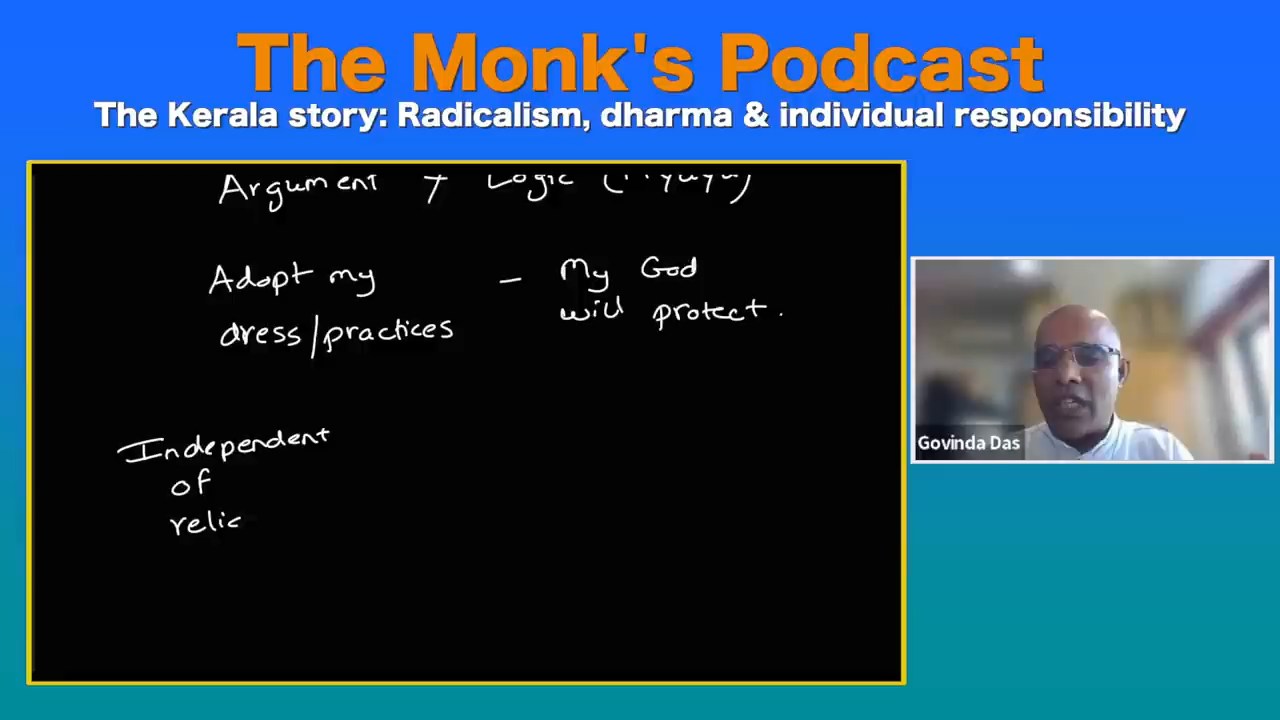 The Monk's Podcast
The Kerala story: Radicalism, dharma & individual responsibility
Argument Logic
Adopt my
dress/practices
- My God
will protect.
Independent
of
relic
Govinda Das